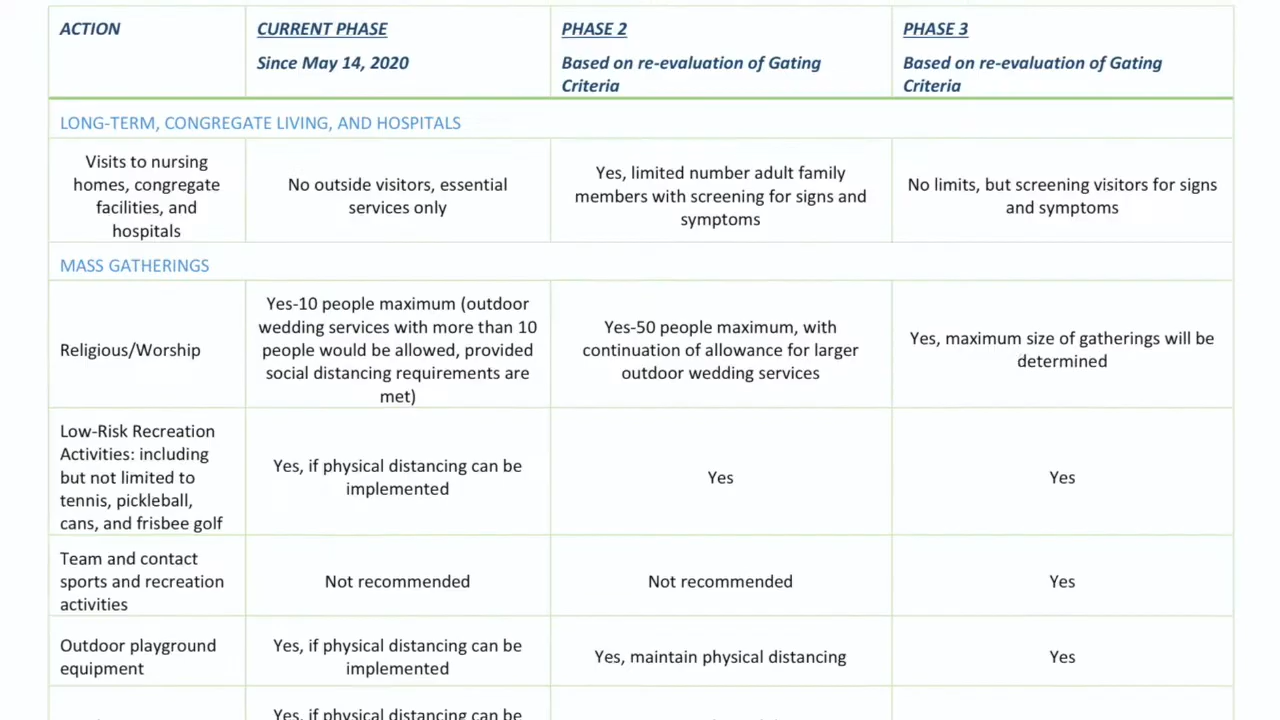 ACTION
CURRENT PHASE
Since May 14, 2020
PHASE 2
Based on re-evaluation of Gating
Criteria
PHASE 3
Based on re-evaluation of Gating
Criteria
LONG-TERM, CONGREGATE LIVING, AND HOSPITALS
Visits to nursing
homes, congregate
facilities, and
hospitals
No outside visitors, essential
services only
Yes, limited number adult family
members with screening for signs and
symptoms
No limits, but screening visitors for signs
and symptoms
MASS GATHERINGS
Religious/Worship
Yes-10 people maximum (outdoor
wedding services with more than 10
people would be allowed, provided
social distancing requirements are
met)
Yes-50 people maximum, with
continuation of allowance for larger
outdoor wedding services
Yes, maximum size of gatherings will be
determined
Low-Risk Recreation
Activities: including
but not limited to
tennis, pickleball,
cans, and frisbee golf
Yes, if physical distancing can be
implemented
Yes
Yes
Team and contact
sports and recreation
activities
Not recommended
Not recommended
Yes
Outdoor playground
equipment
Yes, if physical distancing can be
implemented
Yes, maintain physical distancing
Yes
Yes, if physical distancing can be